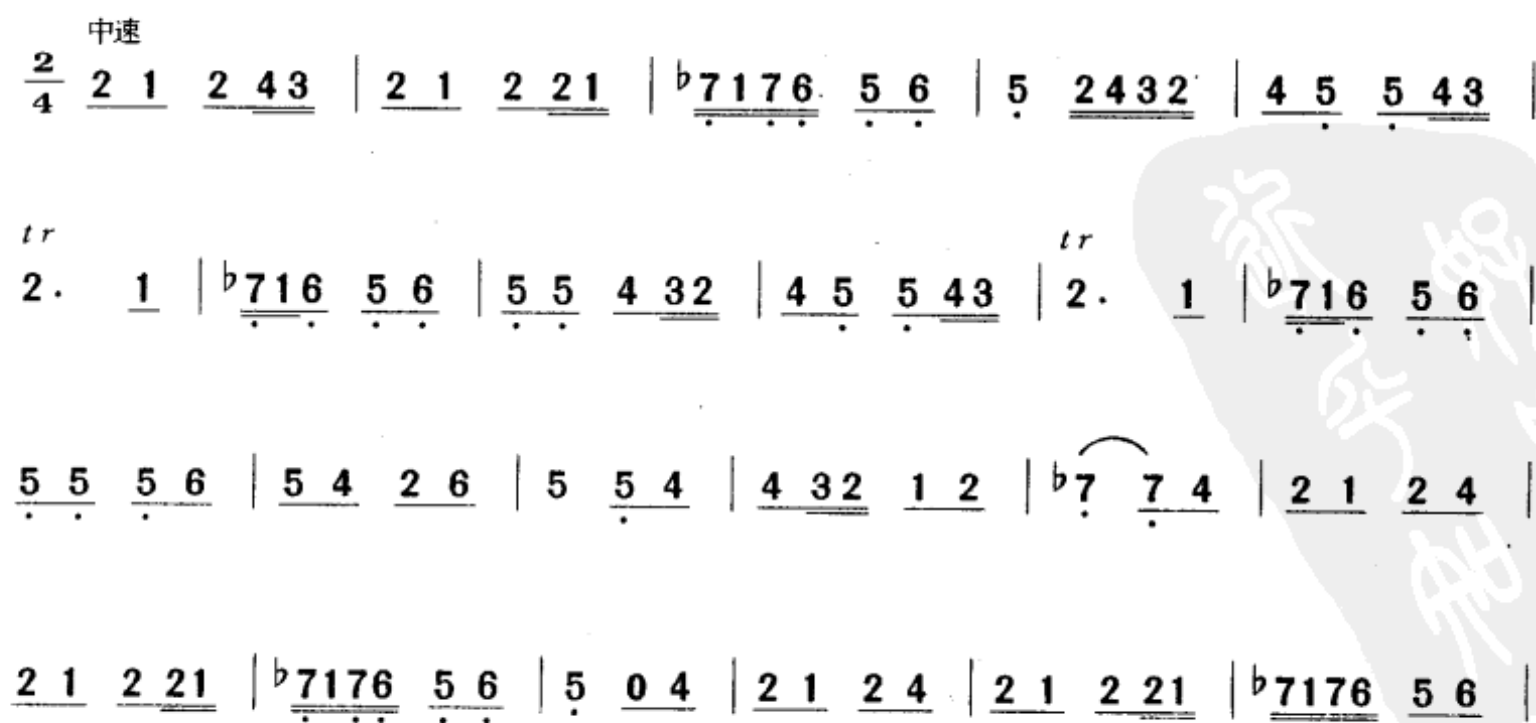 中速
2/4 2 1 2 43 | 2 1 2 21 | ♭7176 5 6 | 5 2432 | 4 5 5 43 |
tr tr
2. 1 | ♭716 5 6 | 5 5 4 32 | 4 5 5 43 | 2. 1 | ♭716 5 6 |
5 5 5 6 | 5 4 2 6 | 5 5 4 | 4 32 1 2 | ♭7 7 4 | 2 1 2 4 |
2 1 2 21 | ♭7176 5 6 | 5 0 4 | 2 1 2 4 | 2 1 2 21 | ♭7176 5 6 |